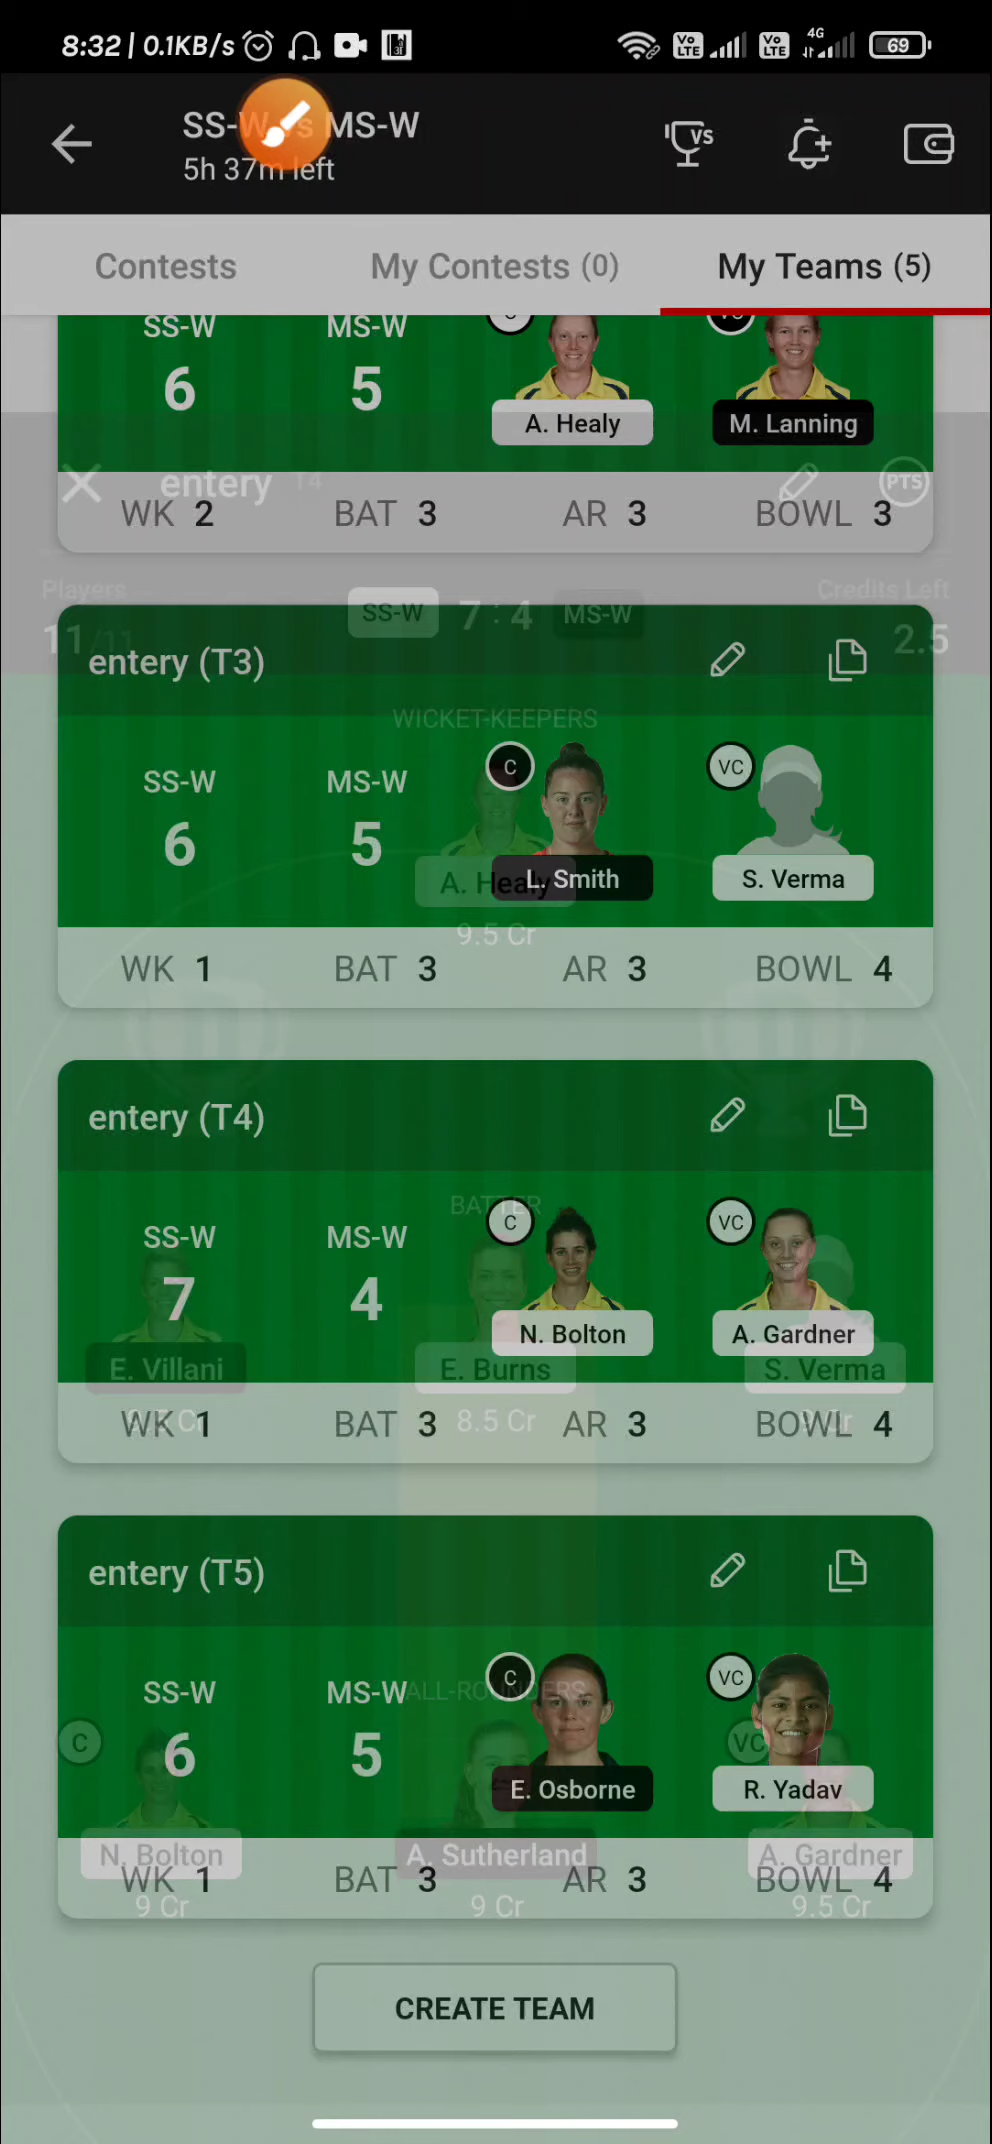 8:32 | 0.1KB/s 4G 69
SS-W vs MS-W
5h 37m left
VS
Contests My Contests (0) My Teams (5)
SS-W MS-W C VC
6 5
A. Healy M. Lanning
entery T4 PTS
WK 2 BAT 3 AR 3 BOWL 3
Players Credits Left
SS-W 7 : 4 MS-W
11/11 2.5
entery (T3)
WICKET-KEEPERS
SS-W MS-W C VC
6 5
A. Healy L. Smith S. Verma
9.5 Cr
WK 1 BAT 3 AR 3 BOWL 4
entery (T4)
BATTER
SS-W MS-W C VC
7 4
N. Bolton A. Gardner
E. Villani E. Burns S. Verma
8.5 Cr
WK 1 BAT 3 AR 3 BOWL 4
entery (T5)
SS-W MS-W C VC
ALL-ROUNDERS
C 6 5 VC
E. Osborne R. Yadav
N. Bolton A. Sutherland A. Gardner
WK 1 BAT 3 AR 3 BOWL 4
9 Cr 9 Cr 9.5 Cr
CREATE TEAM